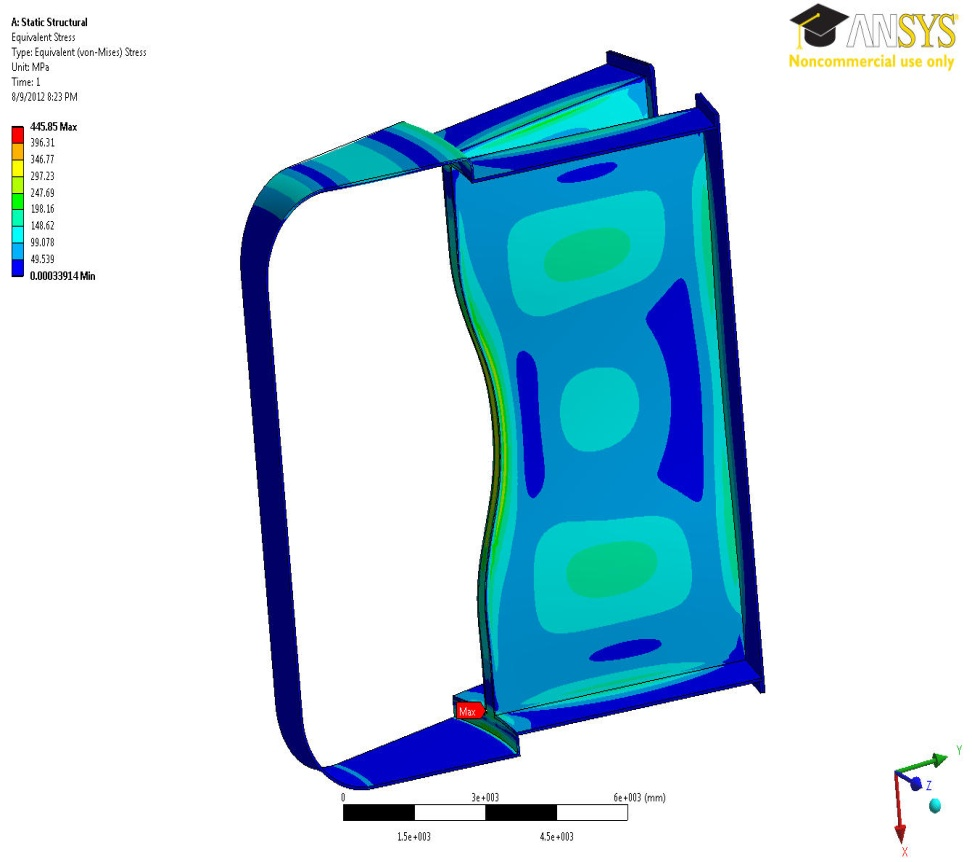 A: Static Structural
Equivalent Stress
Type: Equivalent (von-Mises) Stress
Unit: MPa
Time: 1
8/9/2012 8:23 PM
445.85 Max
396.31
346.77
297.23
247.69
198.16
148.62
99.078
49.539
0.00033914 Min
ANSYS
Noncommercial use only
Max
0 3e+003 6e+003 (mm)
1.5e+003 4.5e+003
Y
Z
X